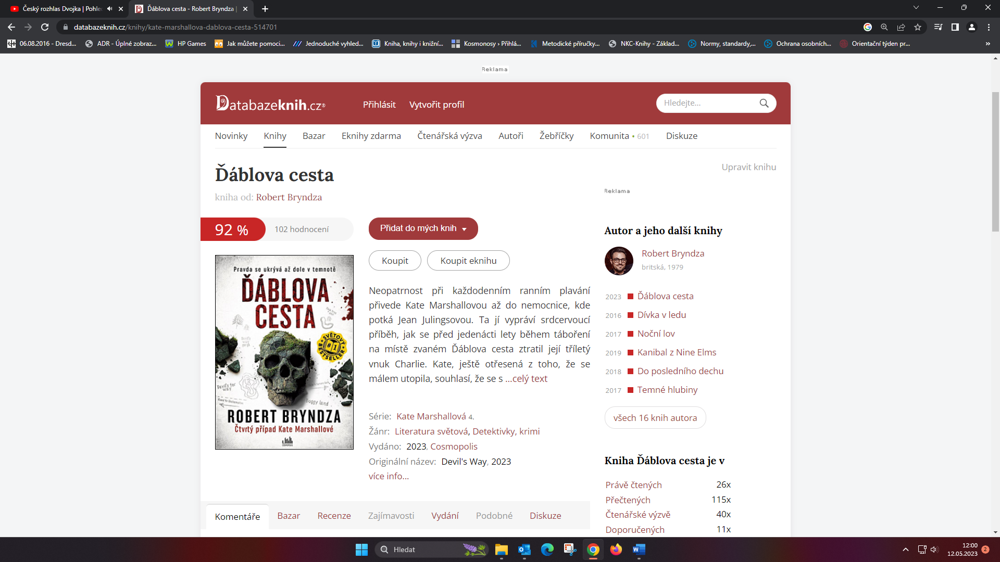 Český rozhlas Dvojka | Pohle
Ďáblova cesta - Robert Bryndza |
databazeknih.cz/knihy/kate-marshallova-dablova-cesta-514701
06.08.2016 - Dresd...
ADR - Úplné zobraz...
HP Games
Jak můžete pomoci...
Jednoduché vyhled...
Kniha, knihy i knižní...
Kosmonosy › Přihlá...
Metodické příručky...
NKC-Knihy - Základ...
Normy, standardy,...
Ochrana osobních...
Orientační týden pr...
»
Reklama
Databazeknih.cz®
Přihlásit
Vytvořit profil
Hledejte...
Novinky
Knihy
Bazar
Eknihy zdarma
Čtenářská výzva
Autoři
Žebříčky
Komunita • 601
Diskuze
Ďáblova cesta
Upravit knihu
kniha od: Robert Bryndza
92 %
102 hodnocení
Pravda se ukrývá až dole v temnotě
ĎÁBLOVA
CESTA
SVĚTOVÝ
#1
BESTSELLER
Devil's for
way
Boggy land
ROBERT BRYNDZA
Čtvrtý případ Kate Marshallové
Přidat do mých knih
Koupit
Koupit eknihu
Neopatrnost při každodenním ranním plavání
přivede Kate Marshallovou až do nemocnice, kde
potká Jean Julingsovou. Ta jí vypráví srdcervoucí
příběh, jak se před jedenácti lety během táboření
na místě zvaném Ďáblova cesta ztratil její tříletý
vnuk Charlie. Kate, ještě otřesená z toho, že se
málem utopila, souhlasí, že se s ...celý text
Série: Kate Marshallová 4.
Žánr: Literatura světová, Detektivky, krimi
Vydáno: 2023, Cosmopolis
Originální název: Devil's Way, 2023
více info...
Reklama
Autor a jeho další knihy
Robert Bryndza
britská, 1979
2023 Ďáblova cesta
2016 Dívka v ledu
2017 Noční lov
2019 Kanibal z Nine Elms
2018 Do posledního dechu
2017 Temné hlubiny
všech 16 knih autora
Kniha Ďáblova cesta je v
Právě čtených 26x
Přečtených 115x
Čtenářské výzvě 40x
Doporučených 11x
Komentáře
Bazar
Recenze
Zajímavosti
Vydání
Podobné
Diskuze
Hledat
12:00
12.05.2023
2